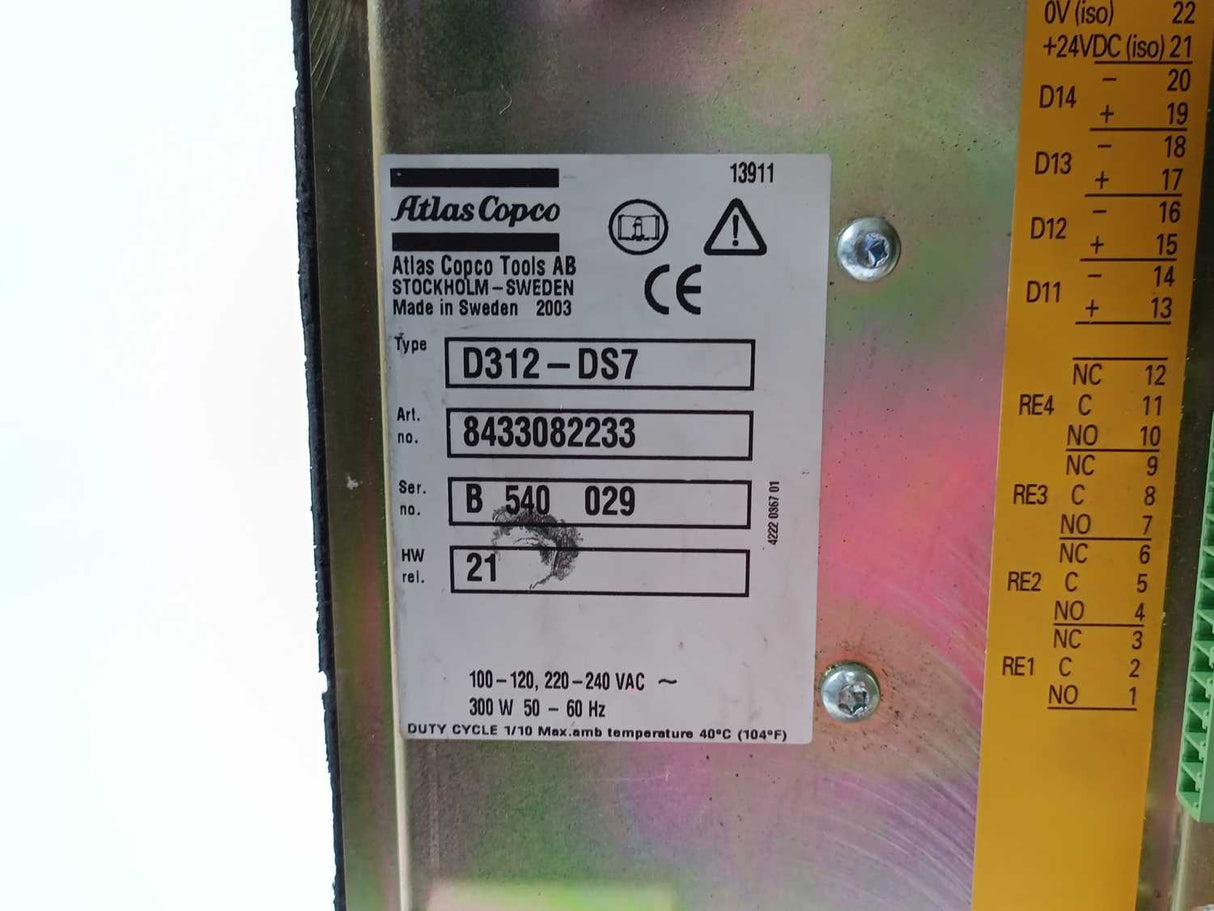 13911
Atlas Copco
Atlas Copco Tools AB
STOCKHOLM – SWEDEN
Made in Sweden 2003
CE
Type D312 – DS7
Art. no. 8433082233
Ser. no. B 540 029
HW rel. 21
4222 0367 01
100 – 120, 220 – 240 VAC ~
300 W 50 – 60 Hz
DUTY CYCLE 1/10 Max.amb temperature 40°C (104°F)
0V (iso) 22
+24VDC (iso) 21
D14 – 20
+ 19
D13 – 18
+ 17
D12 – 16
+ 15
D11 – 14
+ 13
NC 12
RE4 C 11
NO 10
NC 9
RE3 C 8
NO 7
NC 6
RE2 C 5
NO 4
NC 3
RE1 C 2
NO 1